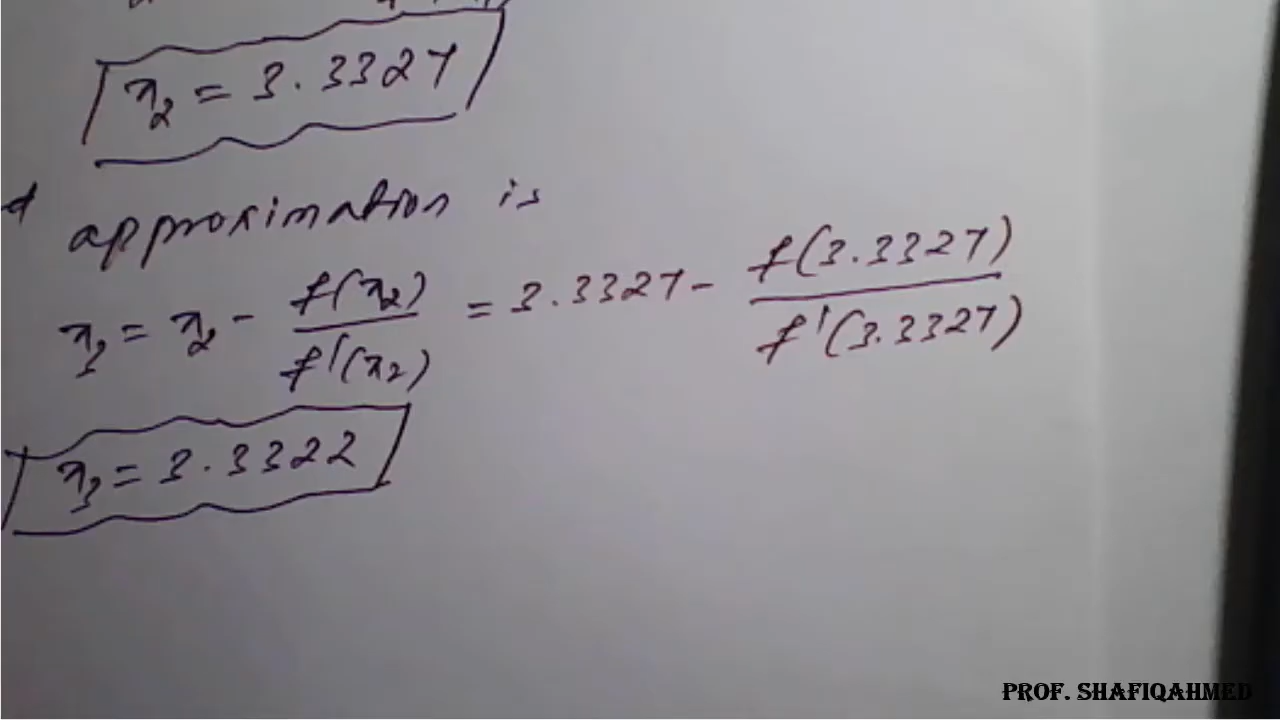 x₂ = 3.3327
approximation is
x₃ = x₂ - f(x₂) / f'(x₂) = 3.3327 - f(3.3327) / f'(3.3327)
x₃ = 3.3322
PROF. SHAFIQAHMED